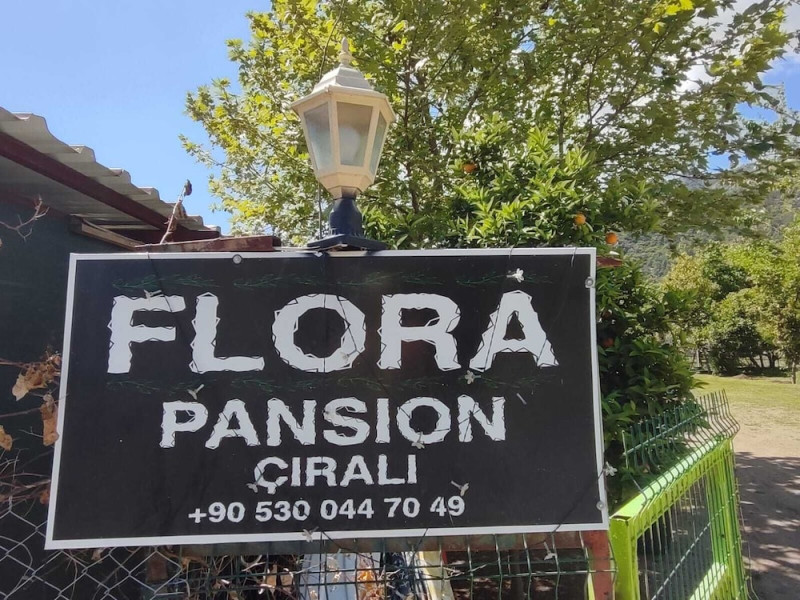 FLORA
PANSION
ÇIRALI
+90 530 044 70 49